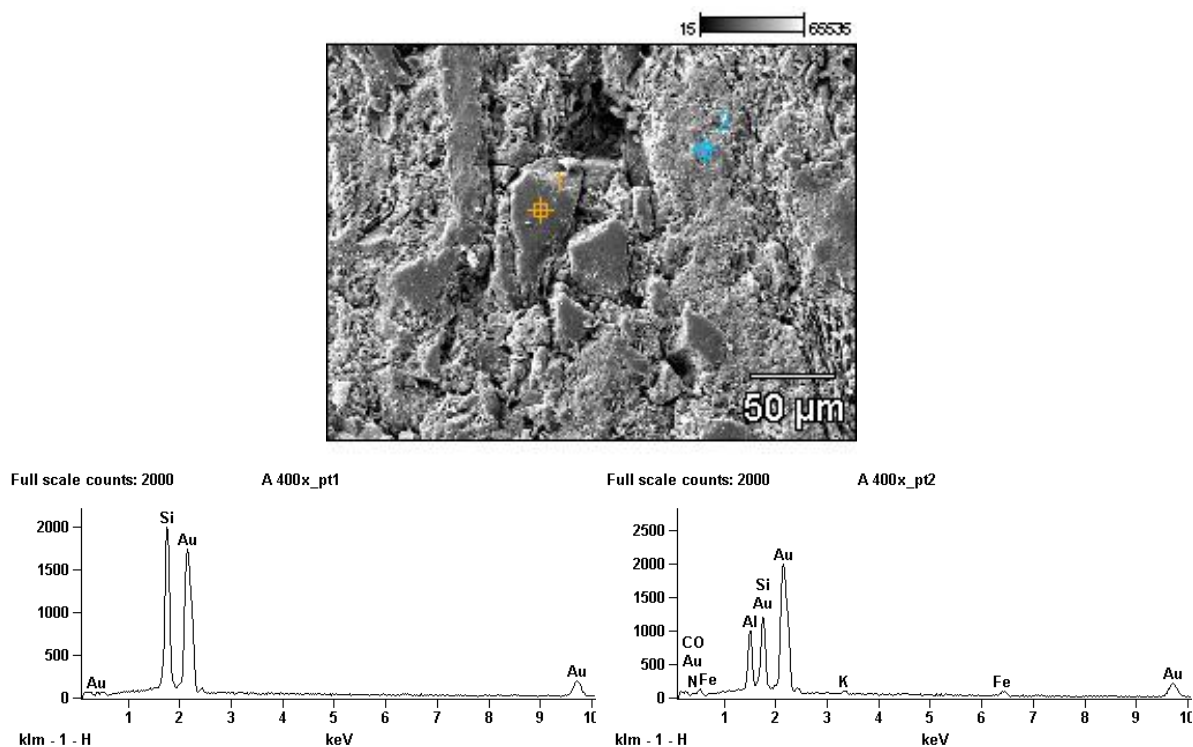 15 65535
1
2
50 µm
Full scale counts: 2000 A 400x_pt1
2000
1500
1000
500
0
Si
Au
Au
Au
1 2 3 4 5 6 7 8 9 10
klm - 1 - H keV
Full scale counts: 2000 A 400x_pt2
2500
2000
1500
1000
500
0
Au
Si
Au
Al
CO
Au
N Fe
K
Fe
Au
1 2 3 4 5 6 7 8 9 10
klm - 1 - H keV